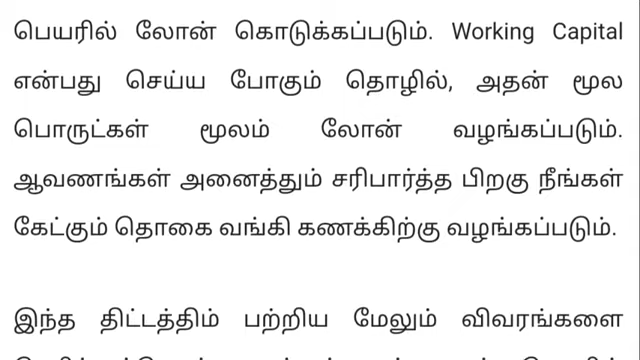 பெயரில் லோன் கொடுக்கப்படும். Working Capital
என்பது செய்ய போகும் தொழில், அதன் மூல
பொருட்கள் மூலம் லோன் வழங்கப்படும்.
ஆவணங்கள் அனைத்தும் சரிபார்த்த பிறகு நீங்கள்
கேட்கும் தொகை வங்கி கணக்கிற்கு வழங்கப்படும்.
இந்த திட்டத்திம் பற்றிய மேலும் விவரங்களை